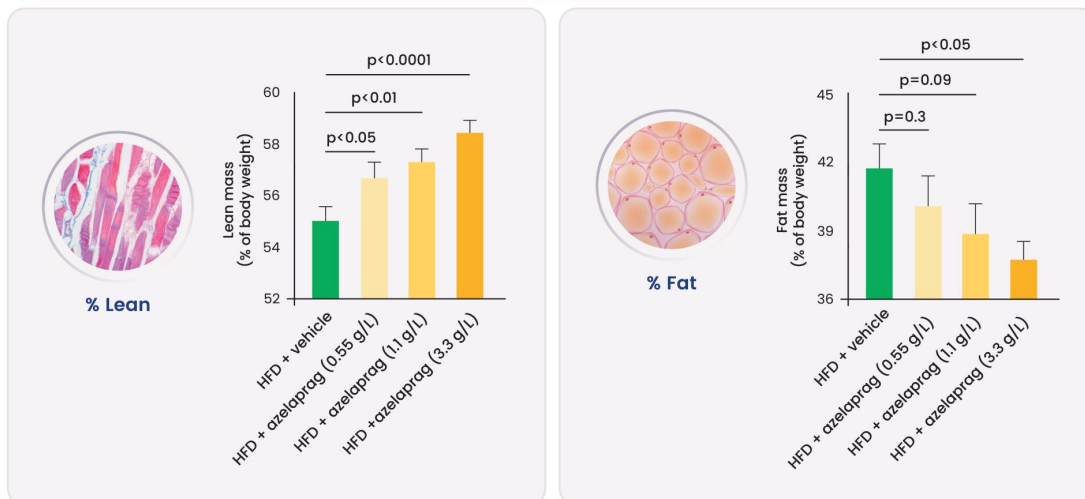 p<0.0001
p<0.01
p<0.05
60
58
56
54
52
Lean mass
(% of body weight)
% Lean
HFD + vehicle
HFD + azelaprag (0.55 g/L)
HFD + azelaprag (1.1 g/L)
HFD +azelaprag (3.3 g/L)
p<0.05
p=0.09
p=0.3
45
42
39
36
Fat mass
(% of body weight)
% Fat
HFD + vehicle
HFD + azelaprag (0.55 g/L)
HFD + azelaprag (1.1 g/L)
HFD + azelaprag (3.3 g/L)